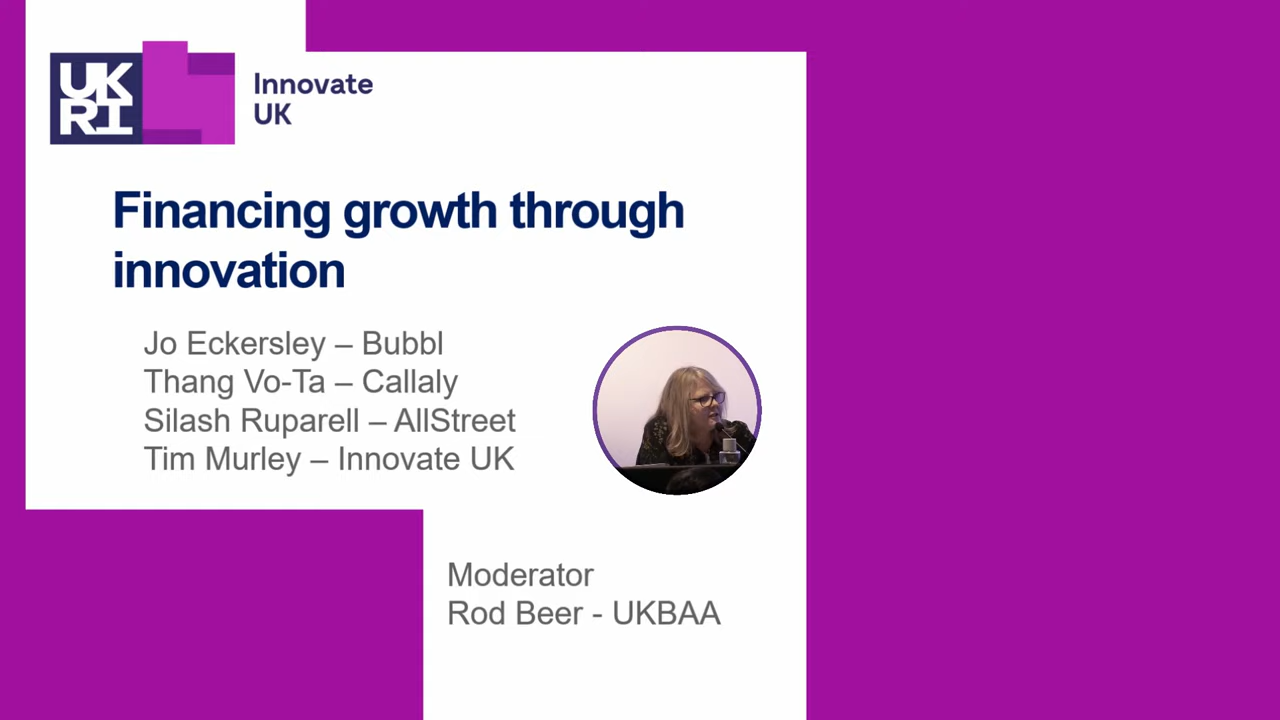 UK
RI
Innovate
UK
Financing growth through
innovation
Jo Eckersley – Bubbl
Thang Vo-Ta – Callaly
Silash Ruparell – AllStreet
Tim Murley – Innovate UK
Moderator
Rod Beer - UKBAA